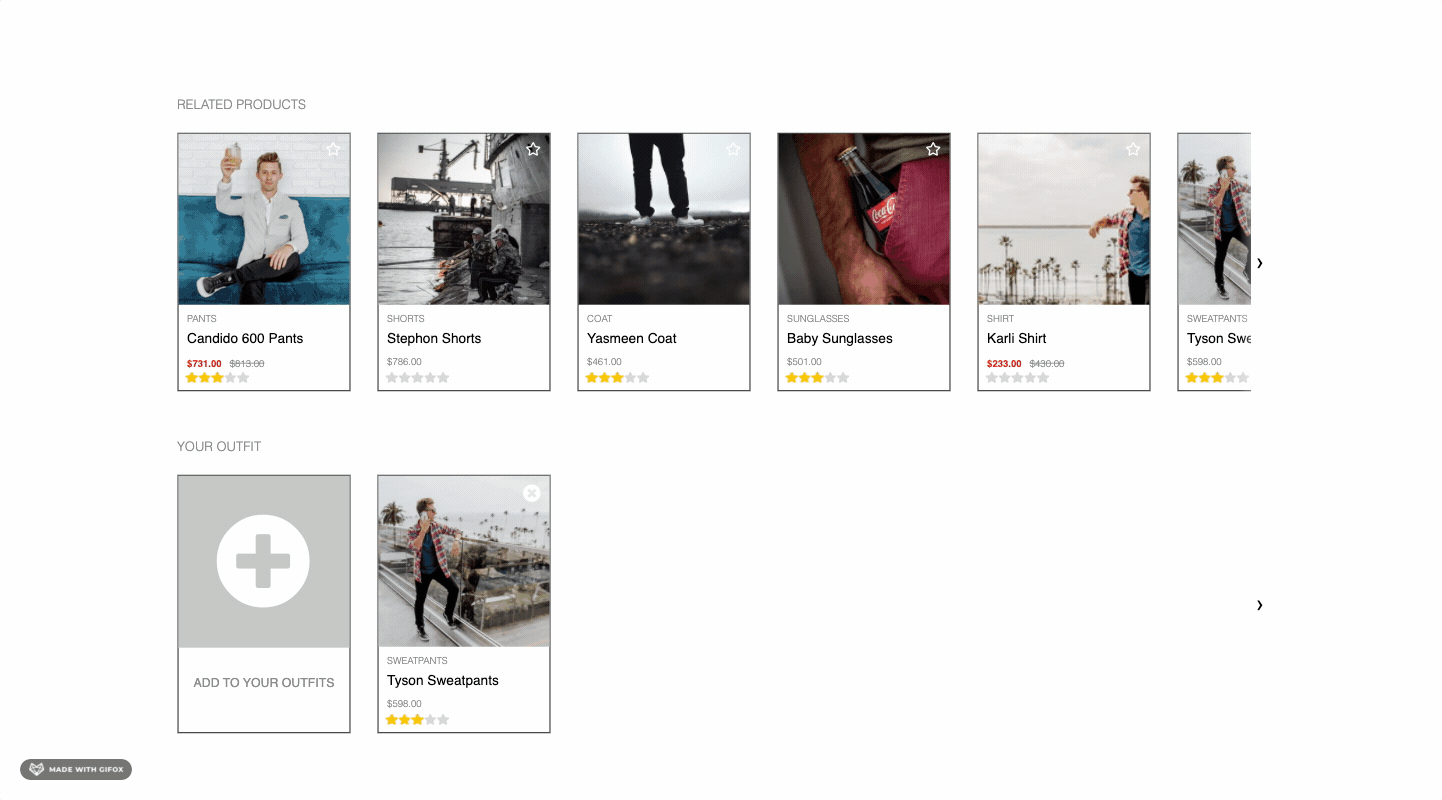 RELATED PRODUCTS
PANTS
Candido 600 Pants
$731.00 $813.00
SHORTS
Stephon Shorts
$786.00
COAT
Yasmeen Coat
$461.00
Coca-Cola
SUNGLASSES
Baby Sunglasses
$501.00
SHIRT
Karli Shirt
$233.00 $430.00
SWEATPANTS
Tyson Swe
$598.00
YOUR OUTFIT
ADD TO YOUR OUTFITS
SWEATPANTS
Tyson Sweatpants
$598.00
MADE WITH GIFOX